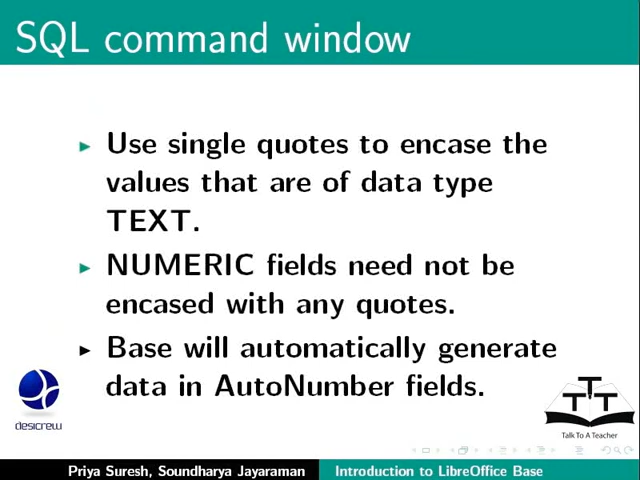 SQL command window
Use single quotes to encase the
values that are of data type
TEXT.
NUMERIC fields need not be
encased with any quotes.
Base will automatically generate
data in AutoNumber fields.
desicrew
TTT
Talk To A Teacher
Priya Suresh, Soundharya Jayaraman
Introduction to LibreOffice Base